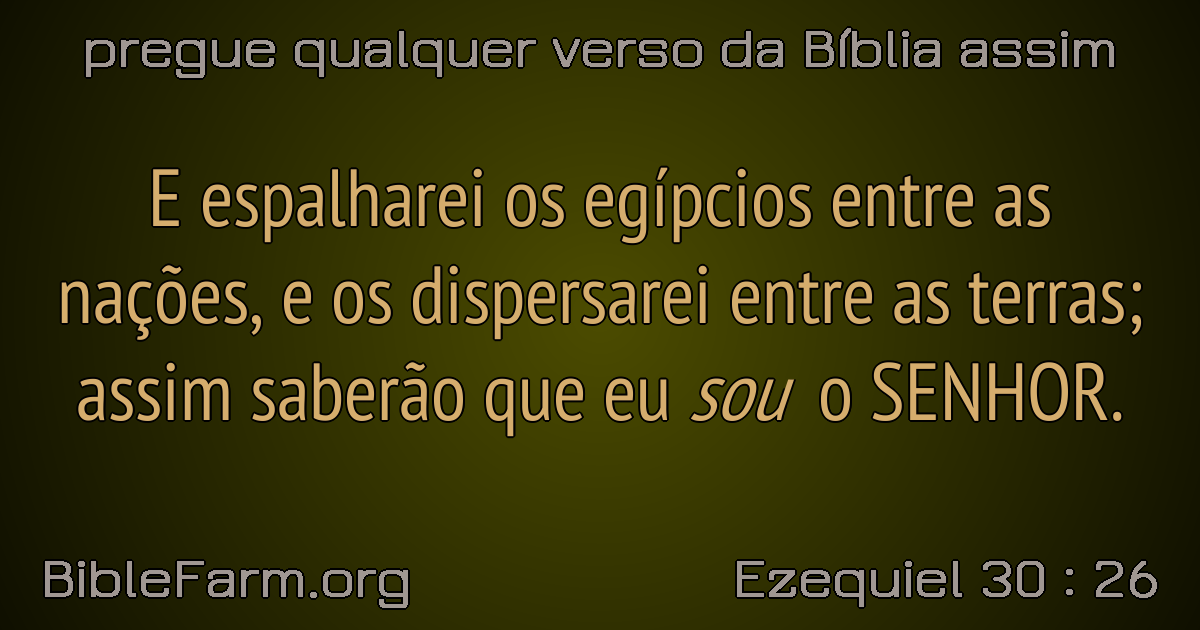 pregue qualquer verso da Bíblia assim
E espalharei os egípcios entre as
nações, e os dispersarei entre as terras;
assim saberão que eu sou o SENHOR.
BibleFarm.org
Ezequiel 30 : 26